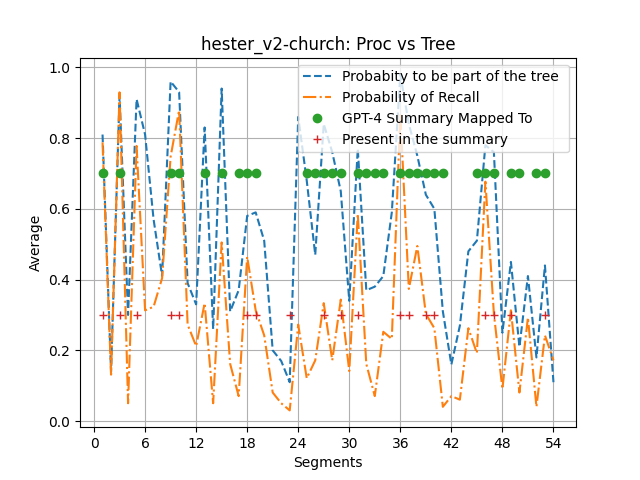 hester_v2-church: Proc vs Tree
Probabity to be part of the tree
Probability of Recall
GPT-4 Summary Mapped To
Present in the summary
1.0
0.8
0.6
0.4
0.2
0.0
Average
0 6 12 18 24 30 36 42 48 54
Segments